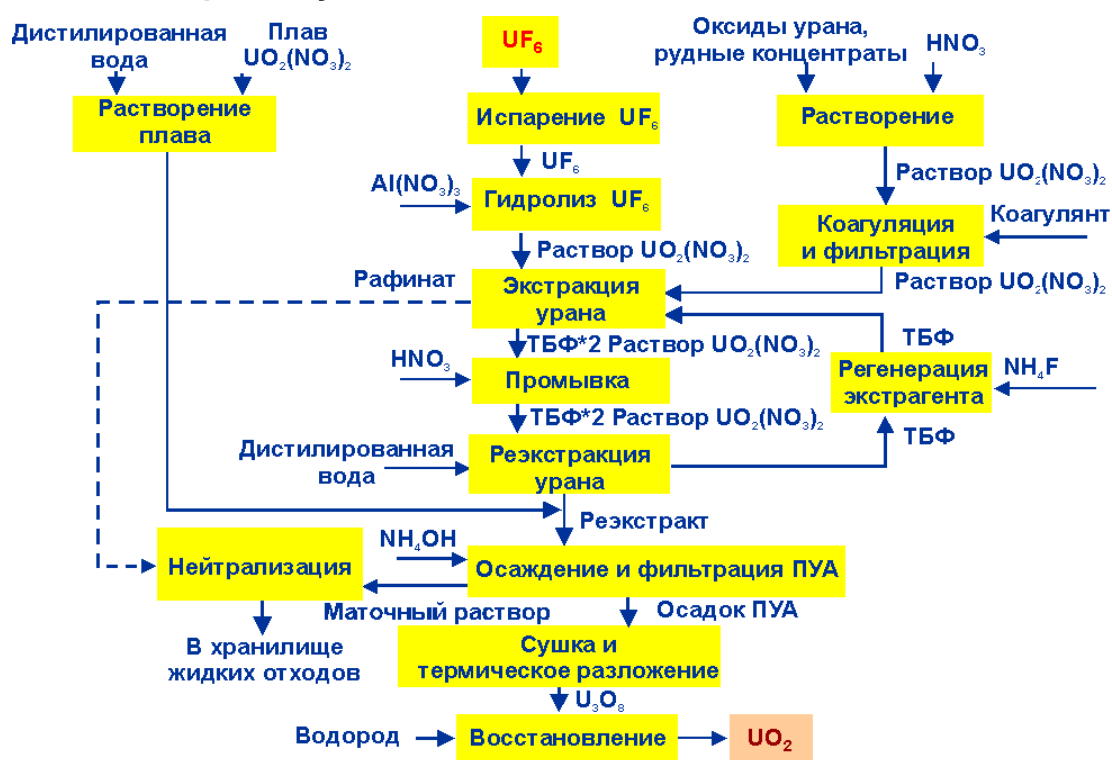 Дистилированная
вода
Плав
UO₂(NO₃)₂
UF₆
Оксиды урана,
рудные концентраты
HNO₃
Растворение
плава
Испарение UF₆
Растворение
UF₆
Al(NO₃)₃
Гидролиз UF₆
Раствор UO₂(NO₃)₂
Коагулянт
Коагуляция
и фильтрация
Раствор UO₂(NO₃)₂
Раствор UO₂(NO₃)₂
Рафинат
Экстракция
урана
ТБФ
ТБФ*2 Раствор UO₂(NO₃)₂
HNO₃
Промывка
Регенерация
экстрагента
NH₄F
ТБФ*2 Раствор UO₂(NO₃)₂
ТБФ
Дистилированная
вода
Реэкстракция
урана
Реэкстракт
NH₄OH
Нейтрализация
Осаждение и фильтрация ПУА
Маточный раствор
Осадок ПУА
В хранилище
жидких отходов
Сушка и
термическое разложение
U₃O₈
Водород
Восстановление
UO₂